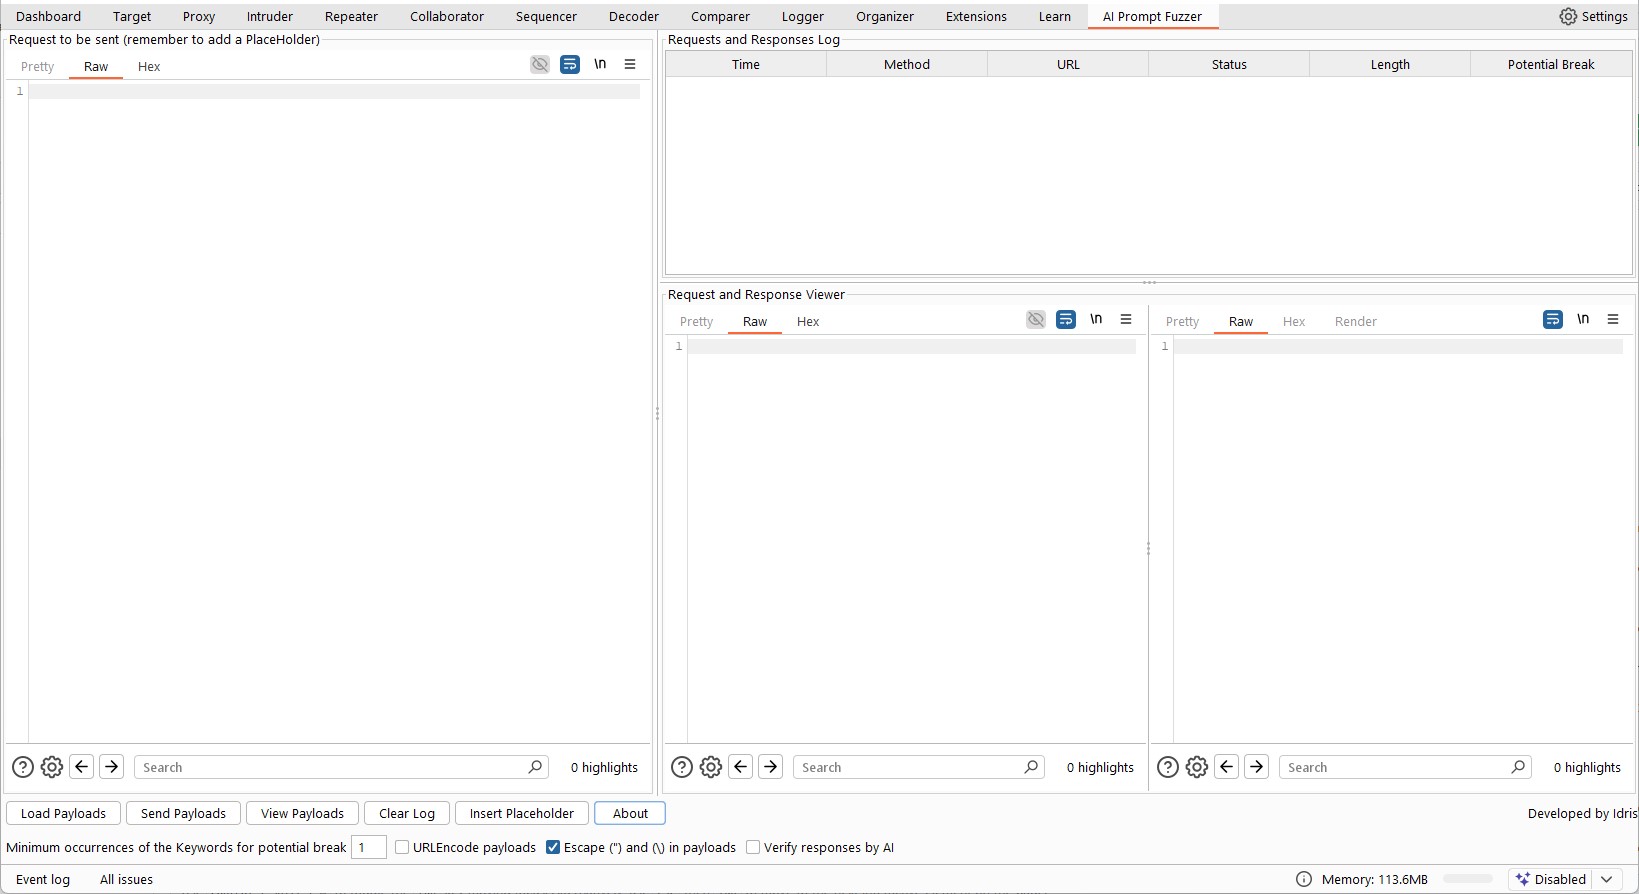 Dashboard Target Proxy Intruder Repeater Collaborator Sequencer Decoder Comparer Logger Organizer Extensions Learn AI Prompt Fuzzer Settings
Request to be sent (remember to add a PlaceHolder)
Pretty Raw Hex \n
1
Search 0 highlights
Requests and Responses Log
Time Method URL Status Length Potential Break
Request and Response Viewer
Pretty Raw Hex \n
1
Search 0 highlights
Pretty Raw Hex Render \n
1
Search 0 highlights
Load Payloads Send Payloads View Payloads Clear Log Insert Placeholder About Developed by Idris
Minimum occurrences of the Keywords for potential break 1 URLEncode payloads Escape (") and (\) in payloads Verify responses by AI
Event log All issues Memory: 113.6MB Disabled